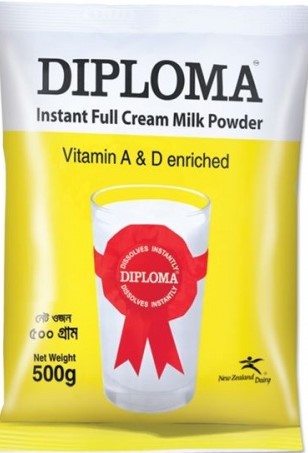 DIPLOMA
Instant Full Cream Milk Powder
Vitamin A & D enriched
DISSOLVES INSTANTLY
DIPLOMA
DISSOLVES INSTANTLY
নেট ওজন
৫০০ গ্রাম
Net Weight
500g
New Zealand Dairy